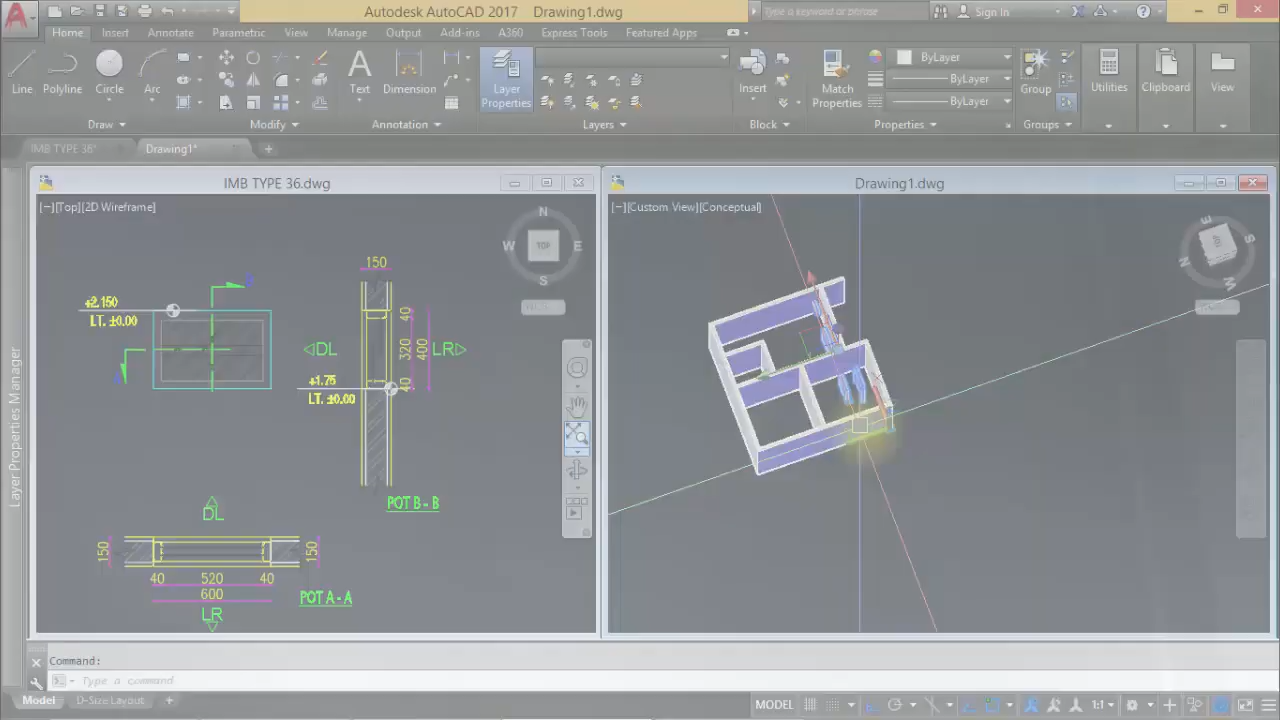 Autodesk AutoCAD 2017 Drawing1.dwg
Type a keyword or phrase
Sign In
Home Insert Annotate Parametric View Manage Output Add-ins A360 Express Tools Featured Apps
Line Polyline Circle Arc
Text Dimension
Layer Properties
Insert
Match Properties
ByLayer
ByLayer
ByLayer
Group
Utilities
Clipboard
View
Draw Modify Annotation Layers Block Properties Groups
IMB TYPE 36*
Drawing1*
IMB TYPE 36.dwg
Drawing1.dwg
[−][Top][2D Wireframe]
[−][Custom View][Conceptual]
N
W TOP E
S
E
S
N
W
150
+2.150
LT. ±0.00
40
DL
320
400
LR
+1.75
LT. ±0.00
40
POT B - B
DL
150
150
40 520 40
600
POT A - A
LR
Layer Properties Manager
Command:
Type a command
Model D-Size Layout
MODEL
1:1